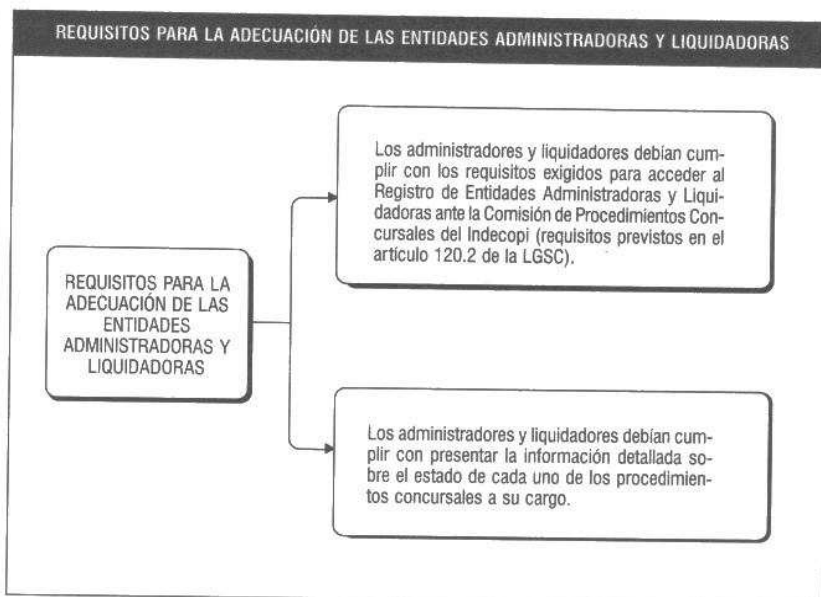 REQUISITOS PARA LA ADECUACIÓN DE LAS ENTIDADES ADMINISTRADORAS Y LIQUIDADORAS
Los administradores y liquidadores debían cum-
plir con los requisitos exigidos para acceder al
Registro de Entidades Administradoras y Liqui-
dadoras ante la Comisión de Procedimientos Con-
cursales del Indecopi (requisitos previstos en el
artículo 120.2 de la LGSC).
REQUISITOS PARA LA
ADECUACIÓN DE LAS
ENTIDADES
ADMINISTRADORAS Y
LIQUIDADORAS
Los administradores y liquidadores debían cum-
plir con presentar la información detallada so-
bre el estado de cada uno de los procedimien-
tos concursales a su cargo.